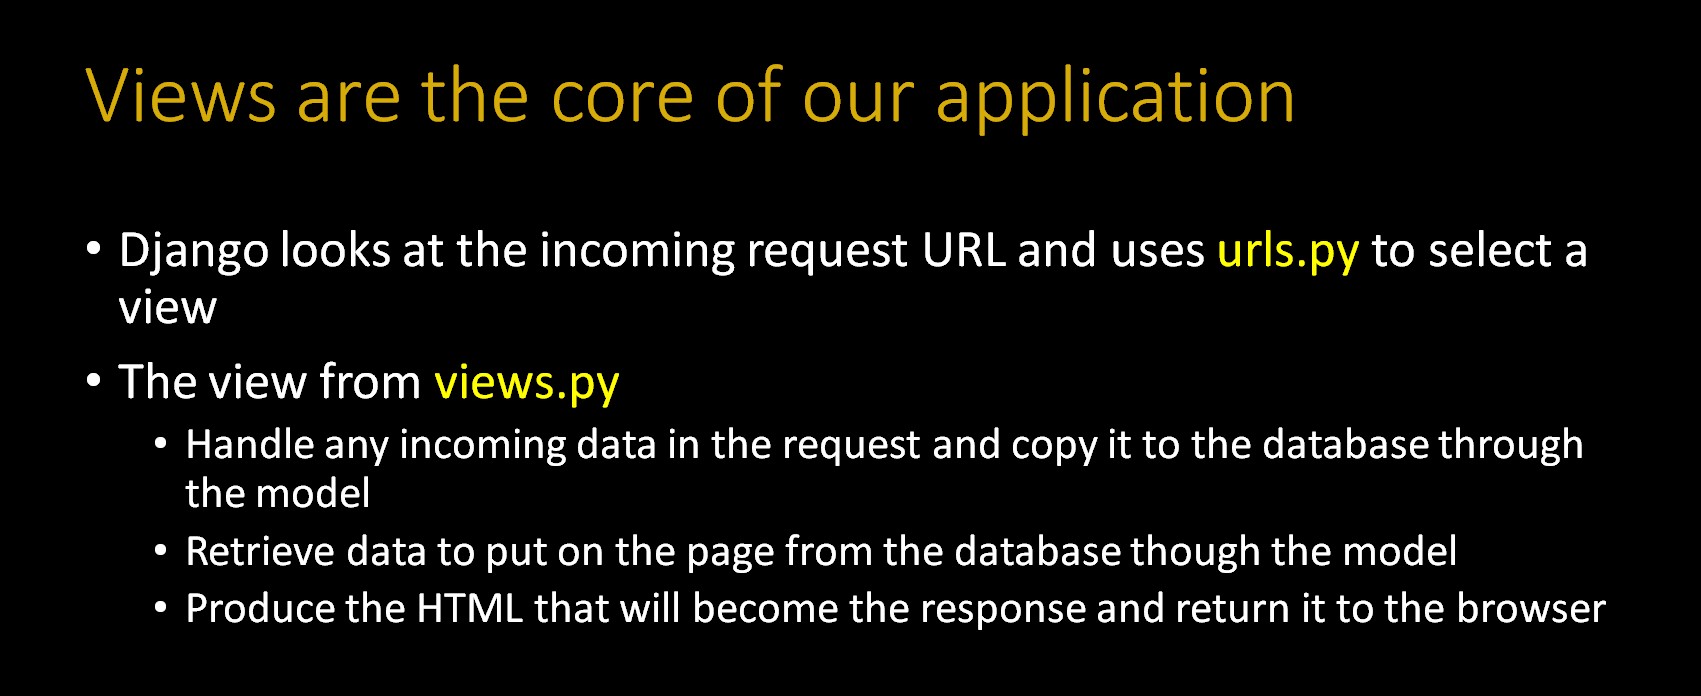 Views are the core of our application
• Django looks at the incoming request URL and uses urls.py to select a
view
• The view from views.py
• Handle any incoming data in the request and copy it to the database through
the model
• Retrieve data to put on the page from the database though the model
• Produce the HTML that will become the response and return it to the browser